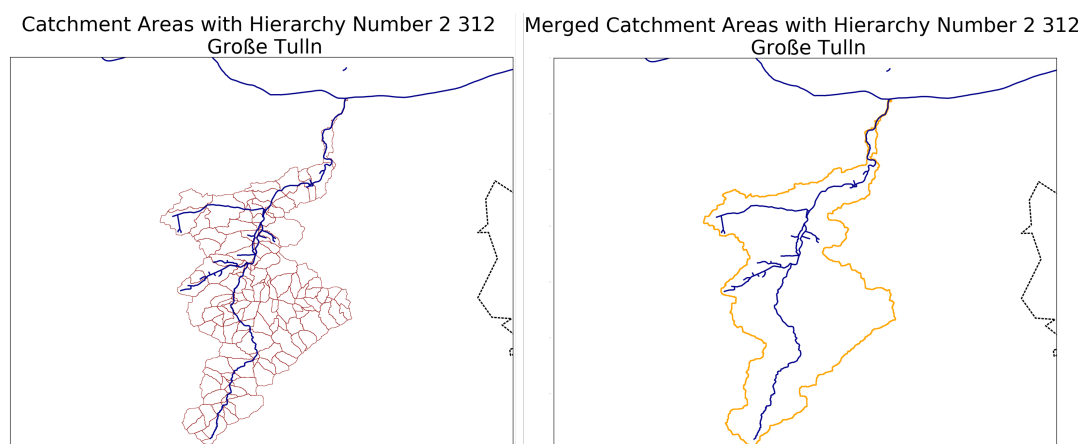 Catchment Areas with Hierarchy Number 2 312
Große Tulln
Merged Catchment Areas with Hierarchy Number 2 312
Große Tulln